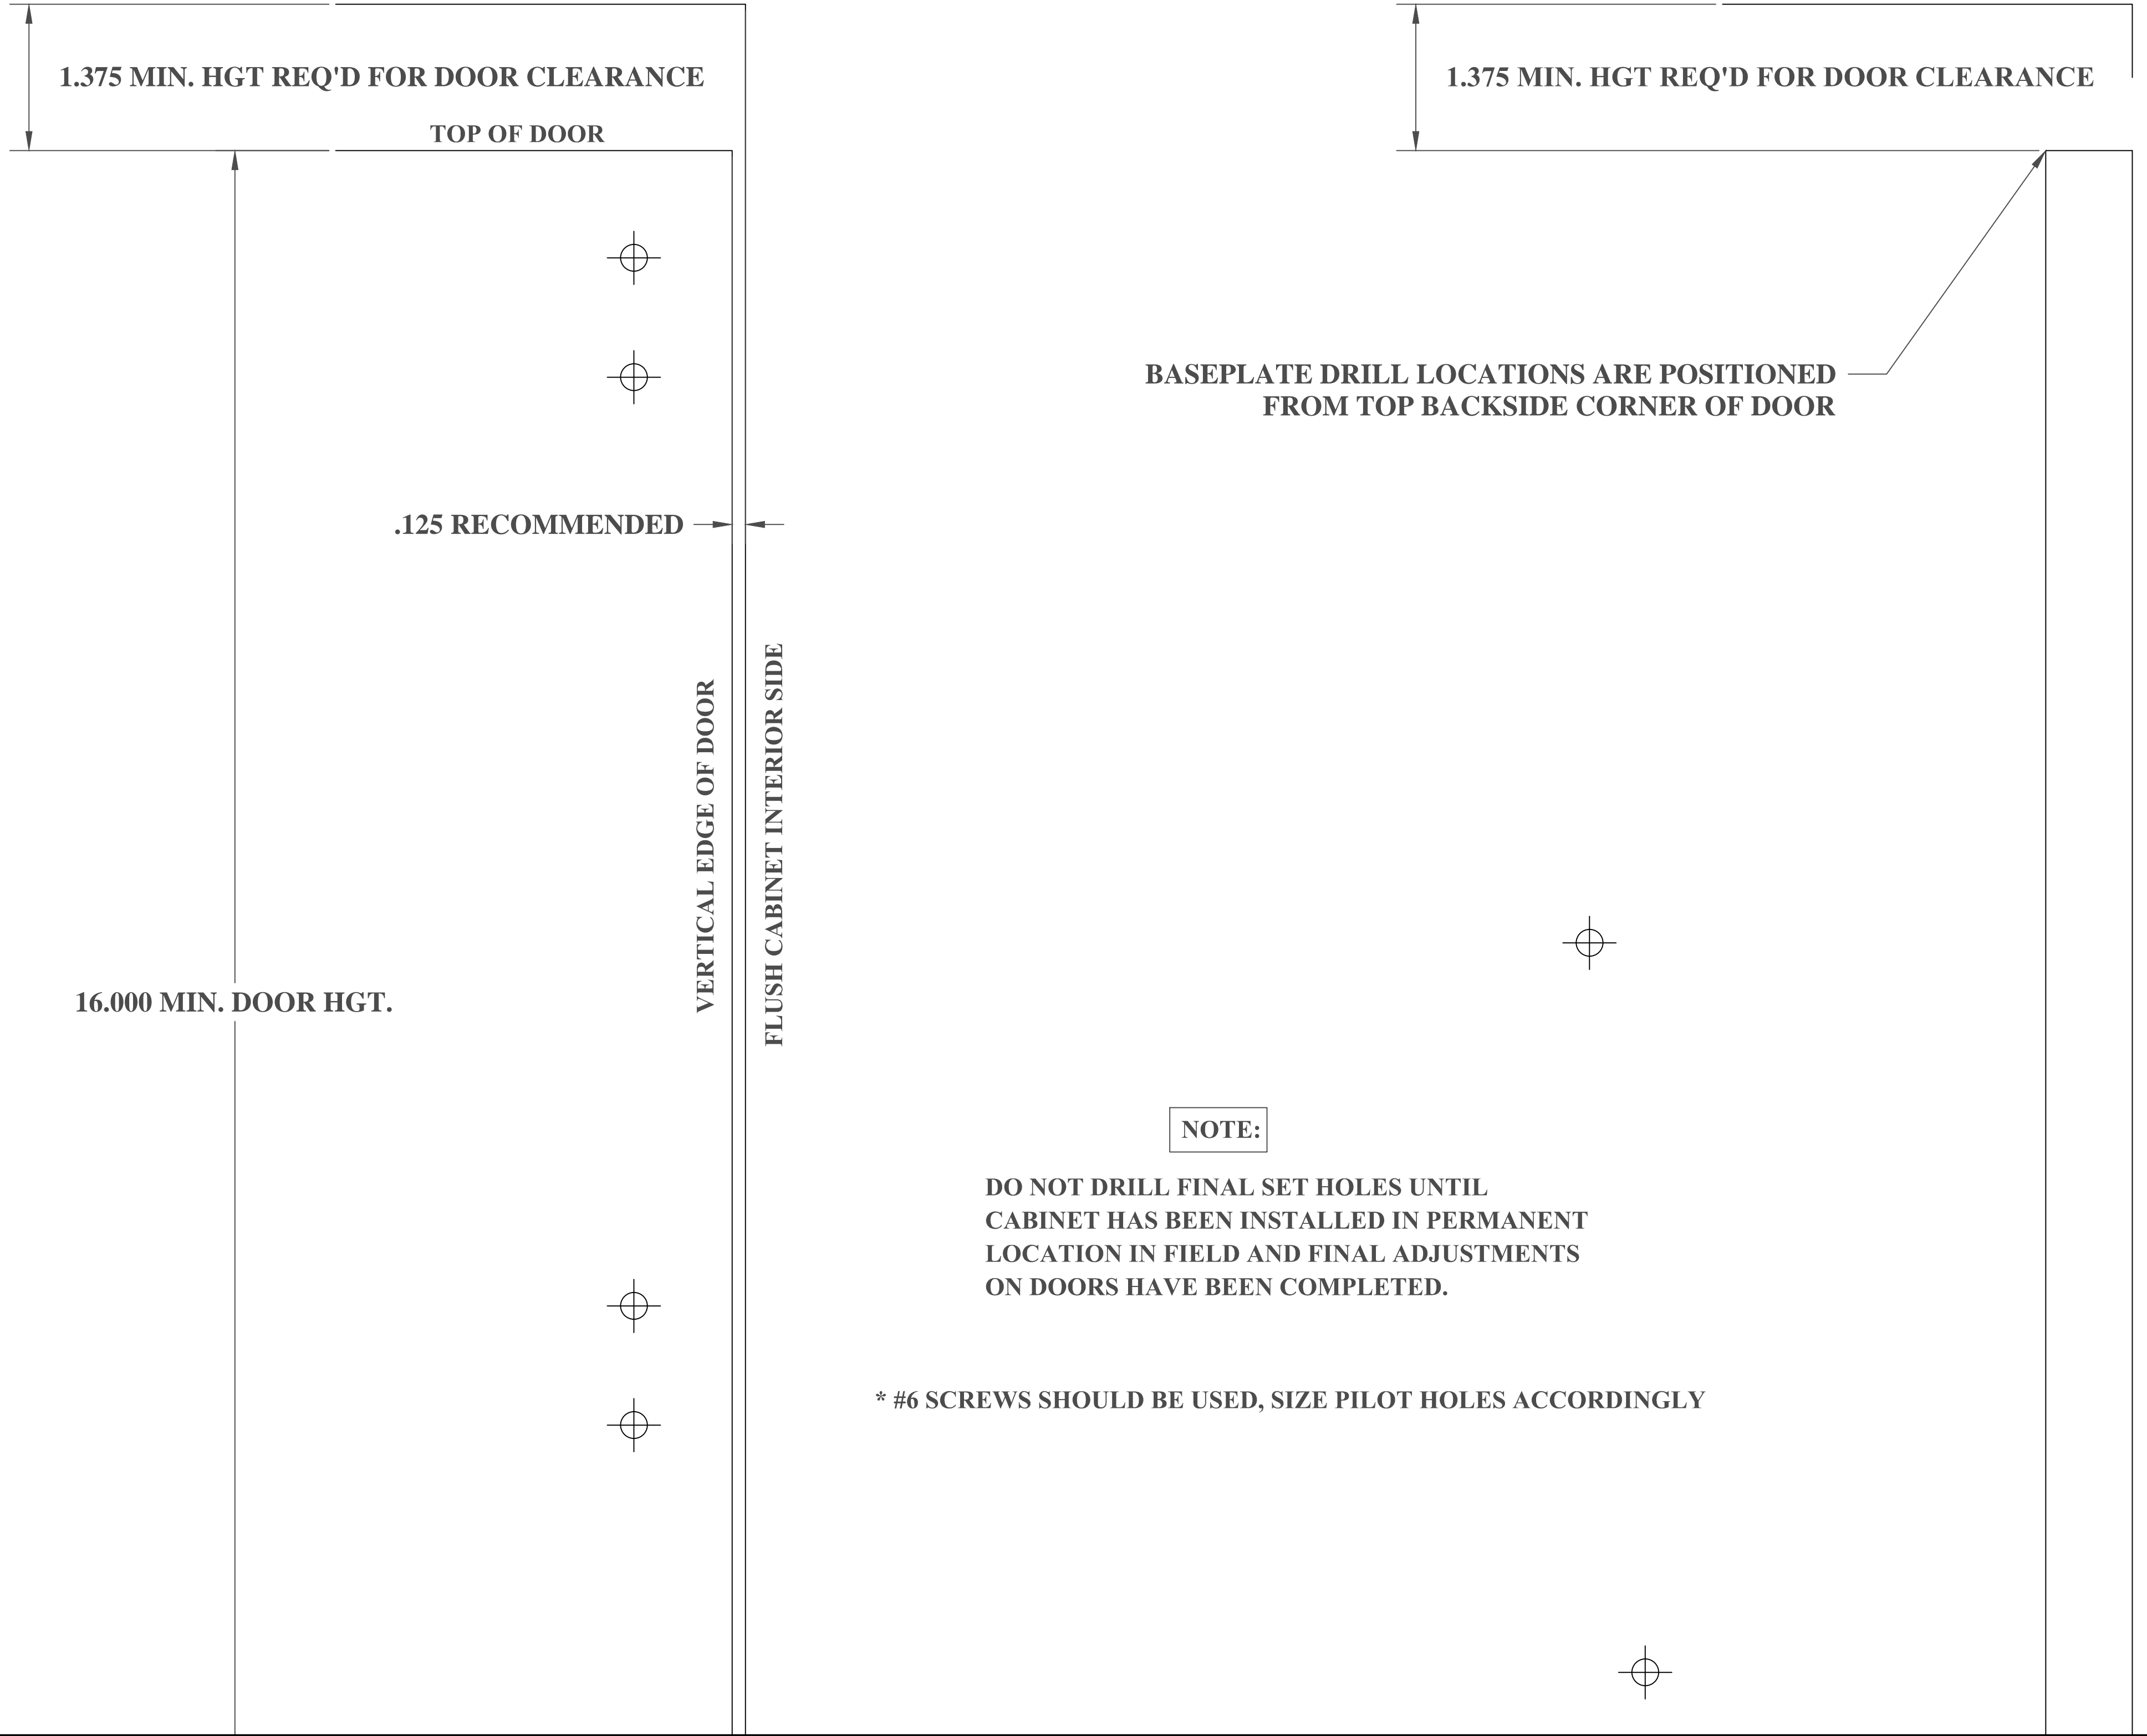 1.375 MIN. HGT REQ'D FOR DOOR CLEARANCE
TOP OF DOOR
.125 RECOMMENDED
VERTICAL EDGE OF DOOR
FLUSH CABINET INTERIOR SIDE
16.000 MIN. DOOR HGT.
1.375 MIN. HGT REQ'D FOR DOOR CLEARANCE
BASEPLATE DRILL LOCATIONS ARE POSITIONED
FROM TOP BACKSIDE CORNER OF DOOR
NOTE:
DO NOT DRILL FINAL SET HOLES UNTIL
CABINET HAS BEEN INSTALLED IN PERMANENT
LOCATION IN FIELD AND FINAL ADJUSTMENTS
ON DOORS HAVE BEEN COMPLETED.
* #6 SCREWS SHOULD BE USED, SIZE PILOT HOLES ACCORDINGLY